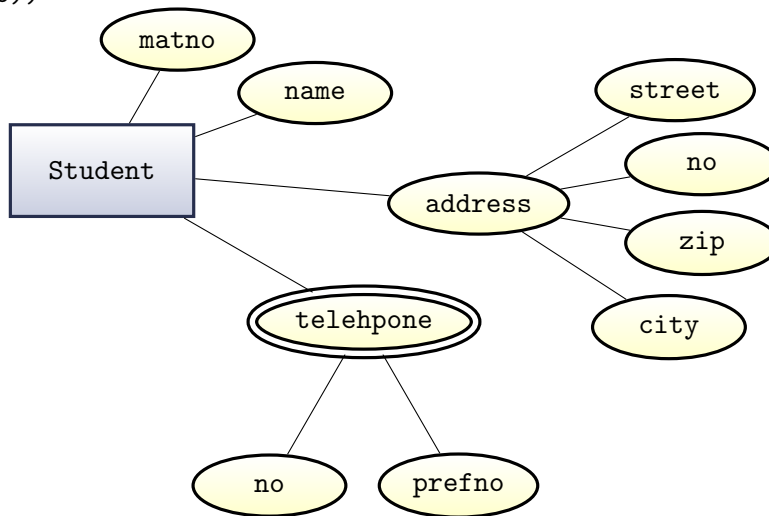 matno
name
street
Student
no
address
zip
telehpone
city
no
prefno